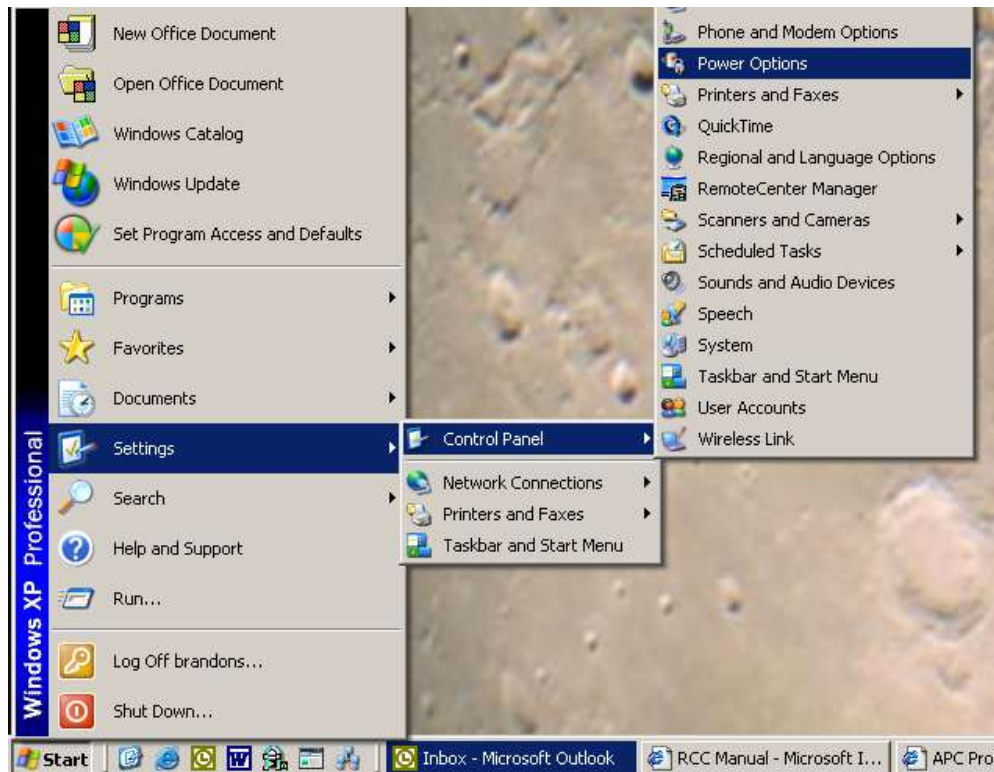 New Office Document
Open Office Document
Windows Catalog
Windows Update
Set Program Access and Defaults
Programs
Favorites
Documents
Settings
Search
Help and Support
Run...
Log Off brandons...
Shut Down...
Windows XP Professional
Control Panel
Network Connections
Printers and Faxes
Taskbar and Start Menu
Phone and Modem Options
Power Options
Printers and Faxes
QuickTime
Regional and Language Options
RemoteCenter Manager
Scanners and Cameras
Scheduled Tasks
Sounds and Audio Devices
Speech
System
Taskbar and Start Menu
User Accounts
Wireless Link
Start
Inbox - Microsoft Outlook
RCC Manual - Microsoft I...
APC Pro